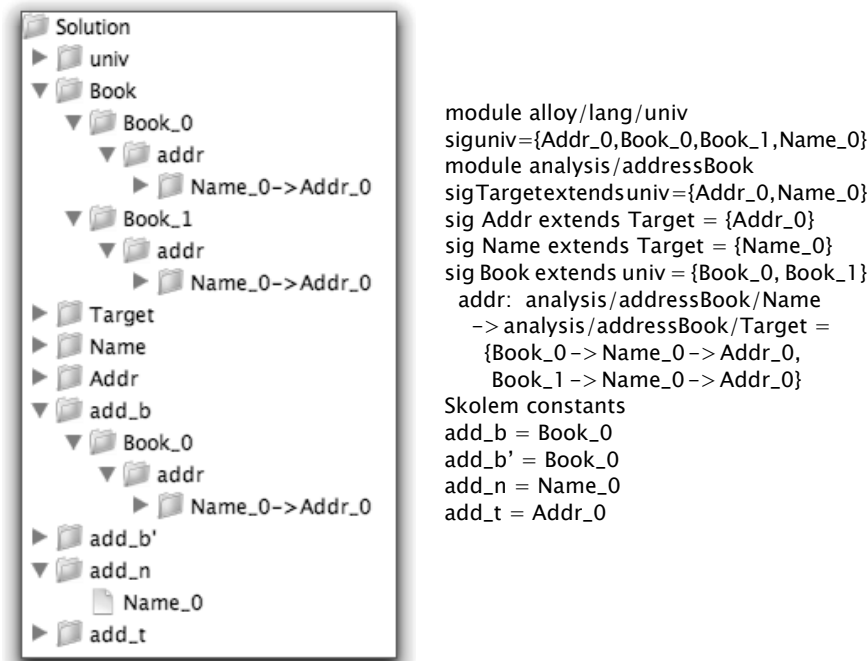 Solution
univ
Book
Book_0
addr
Name_0->Addr_0
Book_1
addr
Name_0->Addr_0
Target
Name
Addr
add_b
Book_0
addr
Name_0->Addr_0
add_b'
add_n
Name_0
add_t
module alloy/lang/univ
siguniv={Addr_0,Book_0,Book_1,Name_0}
module analysis/addressBook
sigTargetextendsuniv={Addr_0,Name_0}
sig Addr extends Target = {Addr_0}
sig Name extends Target = {Name_0}
sig Book extends univ = {Book_0, Book_1}
addr: analysis/addressBook/Name
-> analysis/addressBook/Target =
{Book_0 -> Name_0 -> Addr_0,
Book_1 -> Name_0 -> Addr_0}
Skolem constants
add_b = Book_0
add_b’ = Book_0
add_n = Name_0
add_t = Addr_0